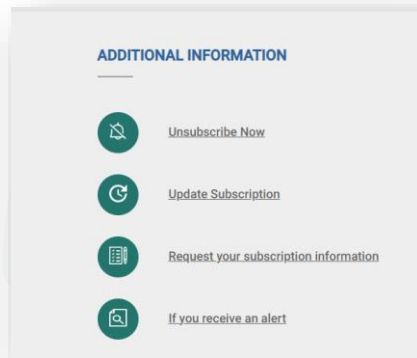 ADDITIONAL INFORMATION
Unsubscribe Now
Update Subscription
Request your subscription information
If you receive an alert